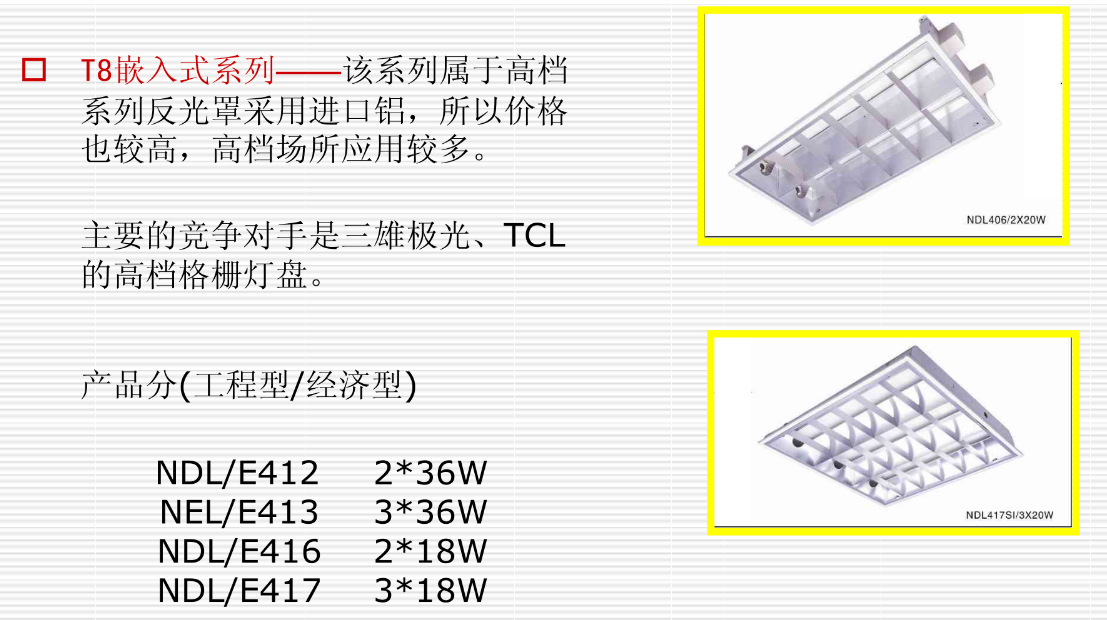 T8嵌入式系列——该系列属于高档
系列反光罩采用进口铝，所以价格
也较高，高档场所应用较多。
主要的竞争对手是三雄极光、TCL
的高档格栅灯盘。
产品分(工程型/经济型)
NDL/E412 2*36W
NEL/E413 3*36W
NDL/E416 2*18W
NDL/E417 3*18W
NDL406/2X20W
NDL417SI/3X20W